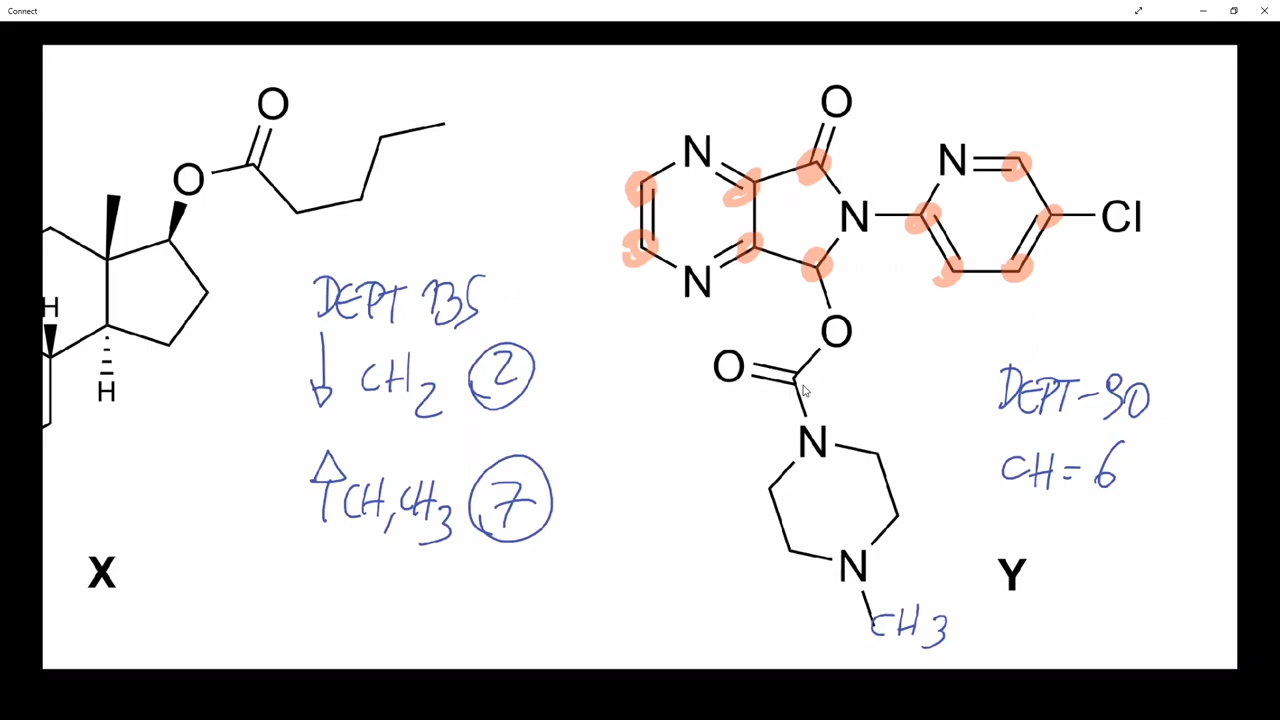 Connect
O
O
H
H
DEPT 135
↓ CH2 2
↑ CH, CH3 7
X
O
N
N
N
N
Cl
O
O
N
N
CH3
DEPT-90
CH = 6
Y